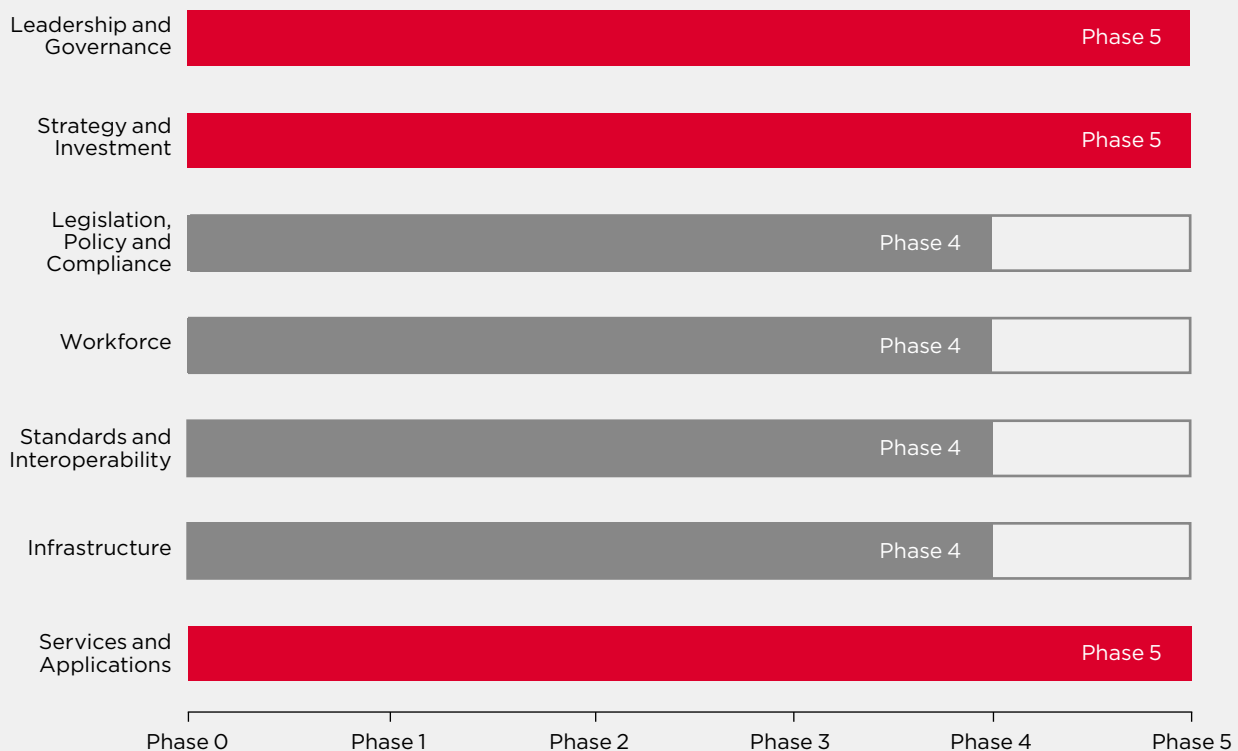 Leadership and
Governance
Phase 5
Strategy and
Investment
Phase 5
Legislation,
Policy and
Compliance
Phase 4
Workforce
Phase 4
Standards and
Interoperability
Phase 4
Infrastructure
Phase 4
Services and
Applications
Phase 5
Phase 0 Phase 1 Phase 2 Phase 3 Phase 4 Phase 5